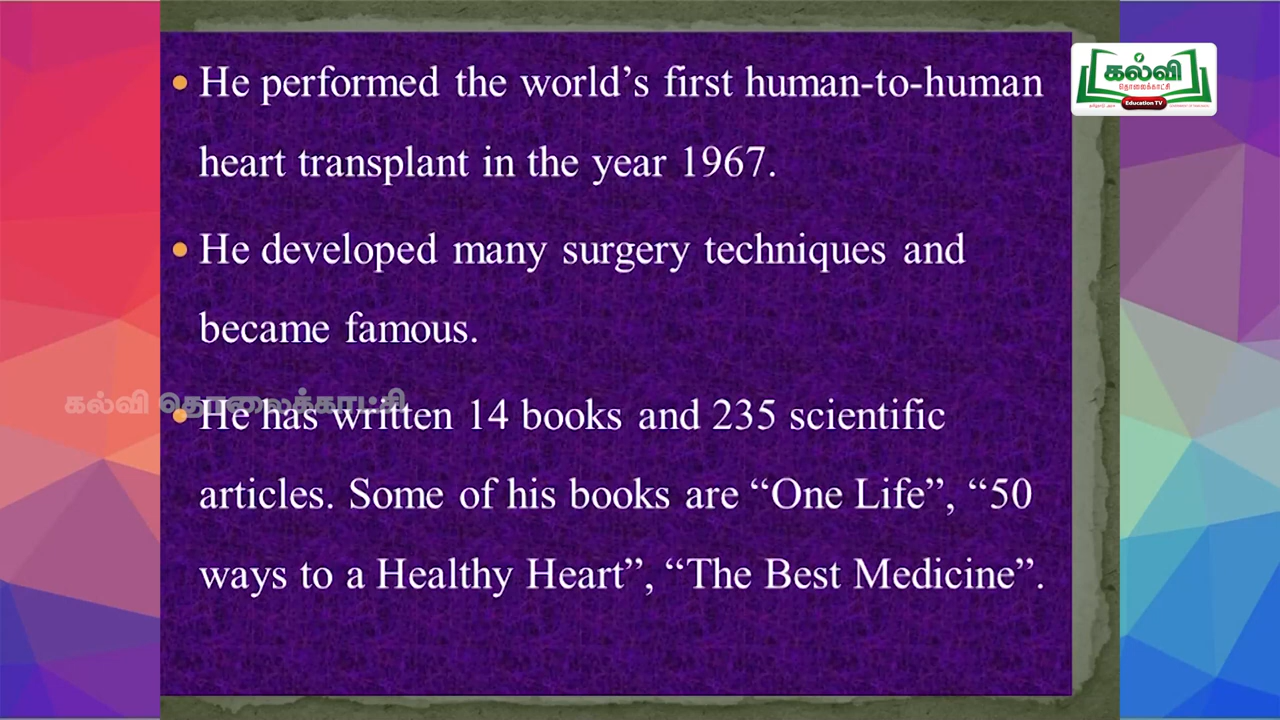 • He performed the world’s first human-to-human
heart transplant in the year 1967.
• He developed many surgery techniques and
became famous.
• He has written 14 books and 235 scientific
articles. Some of his books are “One Life”, “50
ways to a Healthy Heart”, “The Best Medicine”.
கல்வி
தொலைக்காட்சி
Education TV
கல்வி தொலைக்காட்சி